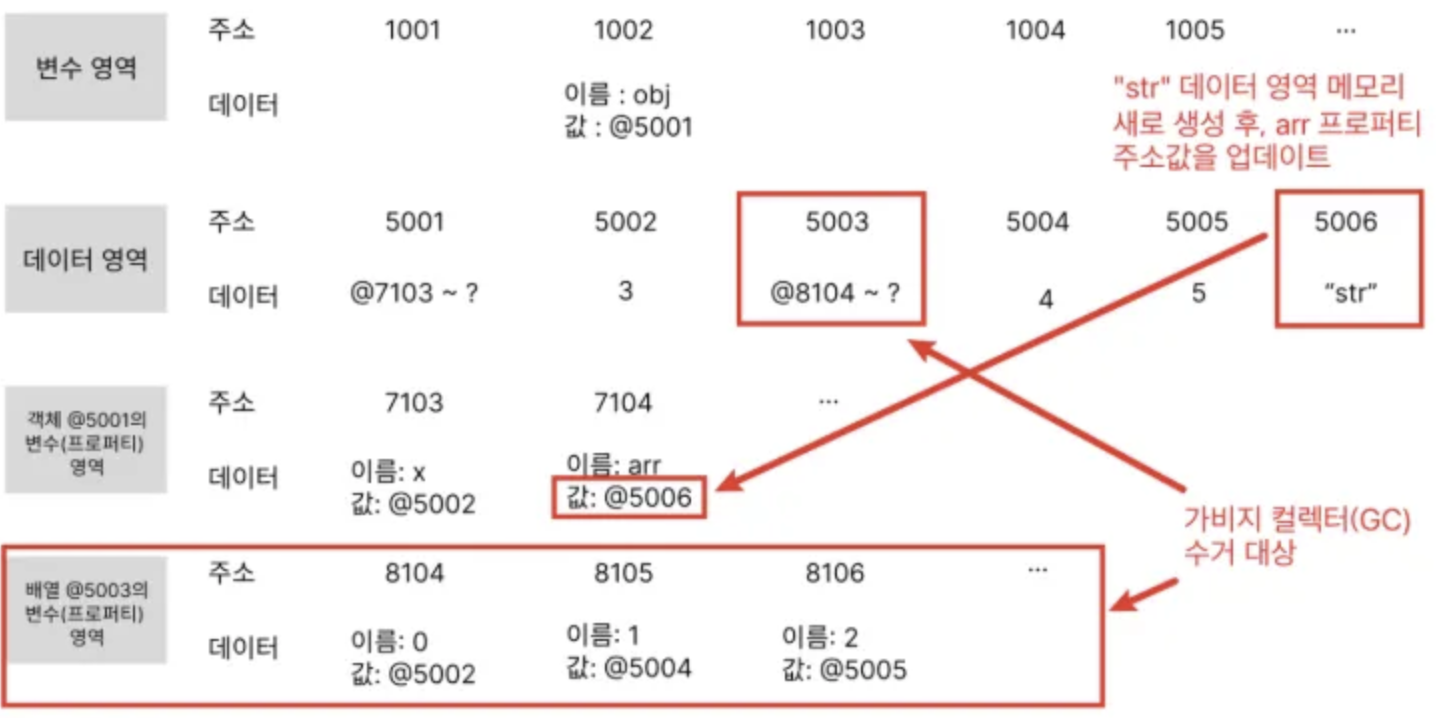 변수 영역
주소 1001 1002 1003 1004 1005 ...
데이터
이름 : obj
값 : @5001
"str" 데이터 영역 메모리
새로 생성 후, arr 프로퍼티
주소값을 업데이트
데이터 영역
주소 5001 5002 5003 5004 5005 5006
데이터 @7103 ~ ? 3 @8104 ~ ? 4 5 “str”
객체 @5001의
변수(프로퍼티)
영역
주소 7103 7104 ...
데이터
이름: x
값: @5002
이름: arr
값: @5006
가비지 컬렉터(GC)
수거 대상
배열 @5003의
변수(프로퍼티)
영역
주소 8104 8105 8106 ...
데이터
이름: 0
값: @5002
이름: 1
값: @5004
이름: 2
값: @5005